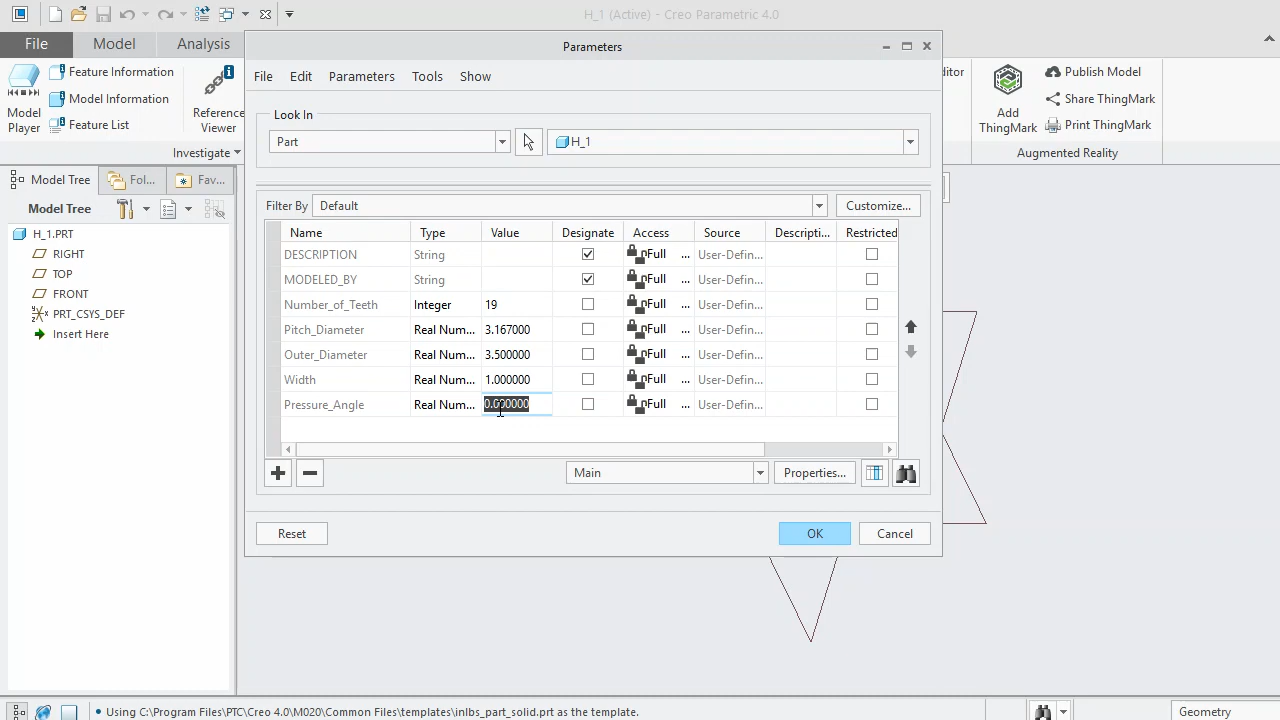 H_1 (Active) - Creo Parametric 4.0
File Model Analysis
Model Player
Feature Information
Model Information
Feature List
Reference Viewer
Investigate
Add ThingMark
Publish Model
Share ThingMark
Print ThingMark
Augmented Reality
Model Tree Fol... Fav...
Model Tree
H_1.PRT
RIGHT
TOP
FRONT
PRT_CSYS_DEF
Insert Here
Parameters
File Edit Parameters Tools Show
Look In
Part H_1
Filter By Default Customize...
Name Type Value Designate Access Source Descripti... Restricted
DESCRIPTION String Full ... User-Defin...
MODELED_BY String Full ... User-Defin...
Number_of_Teeth Integer 19 Full ... User-Defin...
Pitch_Diameter Real Num... 3.167000 Full ... User-Defin...
Outer_Diameter Real Num... 3.500000 Full ... User-Defin...
Width Real Num... 1.000000 Full ... User-Defin...
Pressure_Angle Real Num... 0.000000 Full ... User-Defin...
Main Properties...
Reset OK Cancel
• Using C:\Program Files\PTC\Creo 4.0\M020\Common Files\templates\inlbs_part_solid.prt as the template.
Geometry